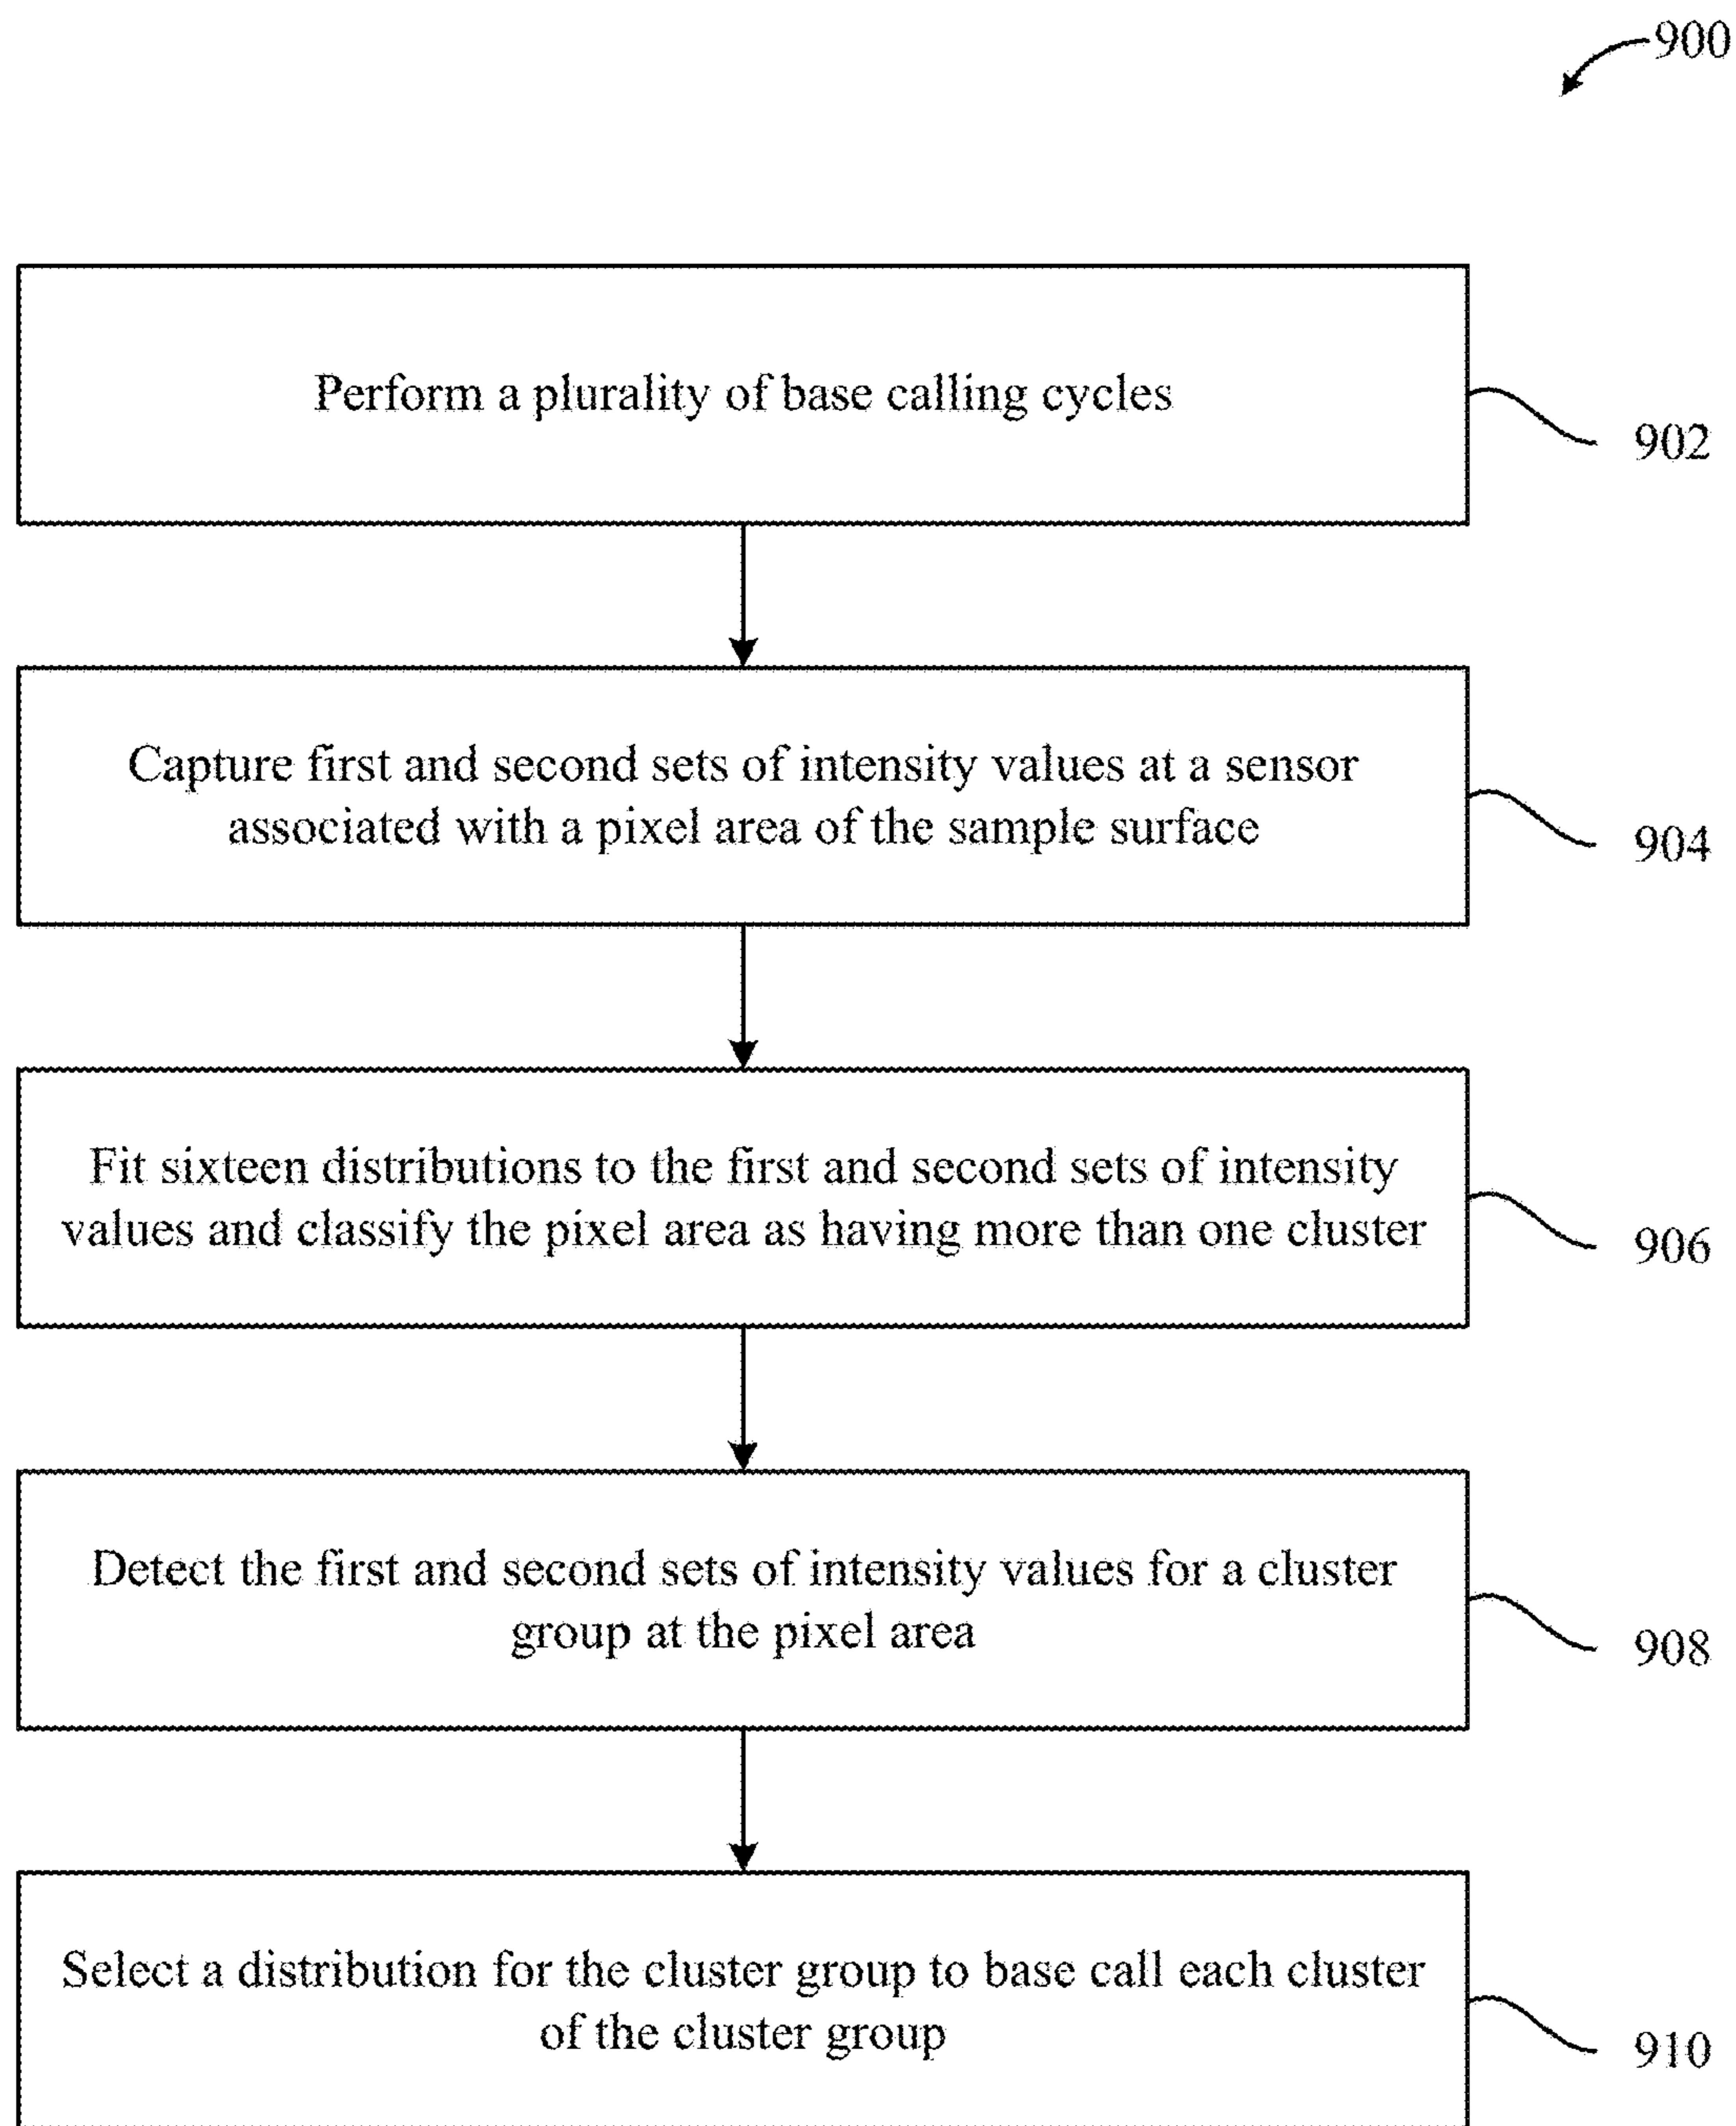 900
Perform a plurality of base calling cycles
902
Capture first and second sets of intensity values at a sensor
associated with a pixel area of the sample surface
904
Fit sixteen distributions to the first and second sets of intensity
values and classify the pixel area as having more than one cluster
906
Detect the first and second sets of intensity values for a cluster
group at the pixel area
908
Select a distribution for the cluster group to base call each cluster
of the cluster group
910